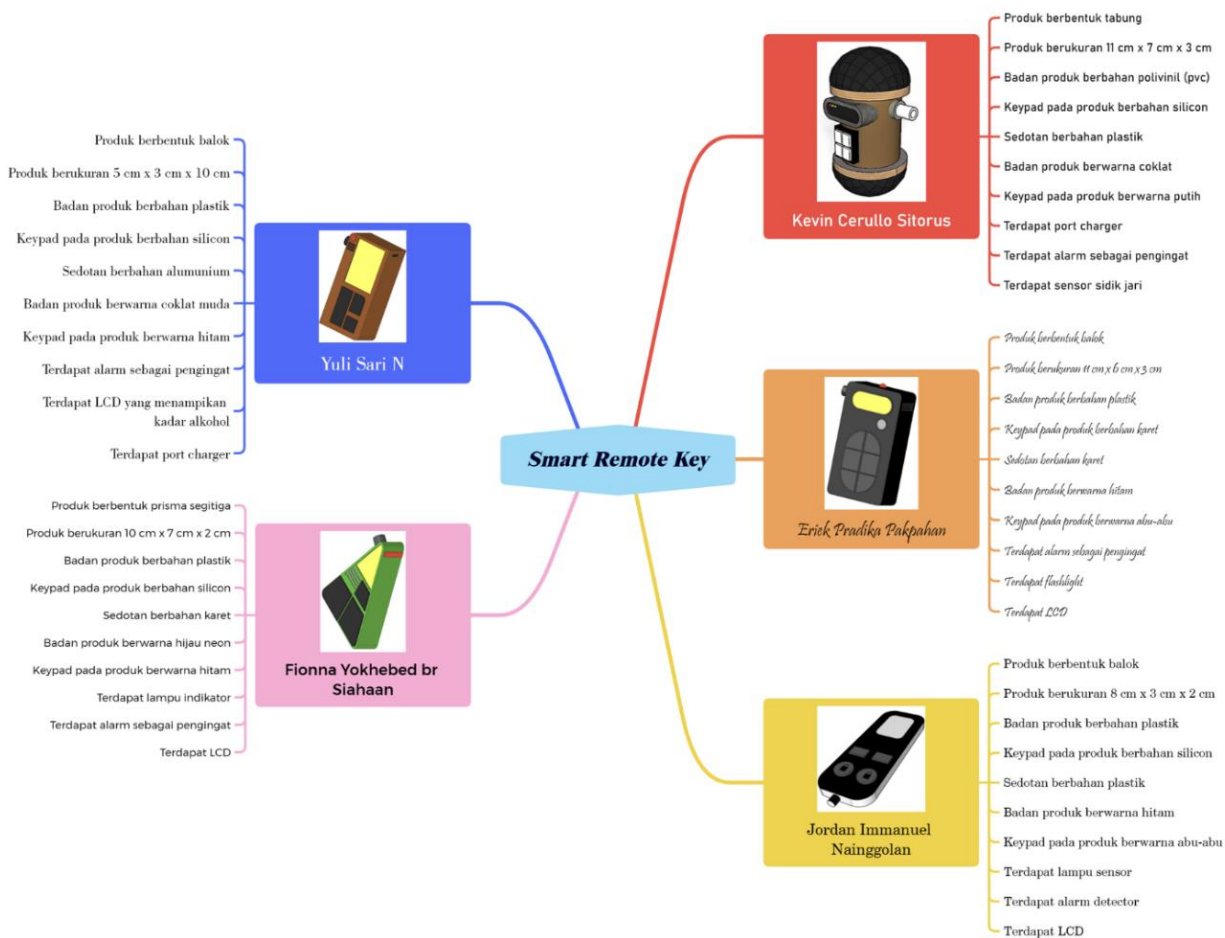 Smart Remote Key
Kevin Cerullo Sitorus
Produk berbentuk tabung
Produk berukuran 11 cm x 7 cm x 3 cm
Badan produk berbahan polivinil (pvc)
Keypad pada produk berbahan silicon
Sedotan berbahan plastik
Badan produk berwarna coklat
Keypad pada produk berwarna putih
Terdapat port charger
Terdapat alarm sebagai pengingat
Terdapat sensor sidik jari
Erick Pradika Pakpahan
Produk berbentuk balok
Produk berukuran 11 cm x 6 cm x 3 cm
Badan produk berbahan plastik
Keypad pada produk berbahan karet
Sedotan berbahan karet
Badan produk berwarna hitam
Keypad pada produk berwarna abu-abu
Terdapat alarm sebagai pengingat
Terdapat flashlight
Terdapat LCD
Jordan Immanuel
Nainggolan
Produk berbentuk balok
Produk berukuran 8 cm x 3 cm x 2 cm
Badan produk berbahan plastik
Keypad pada produk berbahan silicon
Sedotan berbahan plastik
Badan produk berwarna hitam
Keypad pada produk berwarna abu-abu
Terdapat lampu sensor
Terdapat alarm detector
Terdapat LCD
Yuli Sari N
Produk berbentuk balok
Produk berukuran 5 cm x 3 cm x 10 cm
Badan produk berbahan plastik
Keypad pada produk berbahan silicon
Sedotan berbahan alumunium
Badan produk berwarna coklat muda
Keypad pada produk berwarna hitam
Terdapat alarm sebagai pengingat
Terdapat LCD yang menampikan
kadar alkohol
Terdapat port charger
Fionna Yokhebed br
Siahaan
Produk berbentuk prisma segitiga
Produk berukuran 10 cm x 7 cm x 2 cm
Badan produk berbahan plastik
Keypad pada produk berbahan silicon
Sedotan berbahan karet
Badan produk berwarna hijau neon
Keypad pada produk berwarna hitam
Terdapat lampu indikator
Terdapat alarm sebagai pengingat
Terdapat LCD